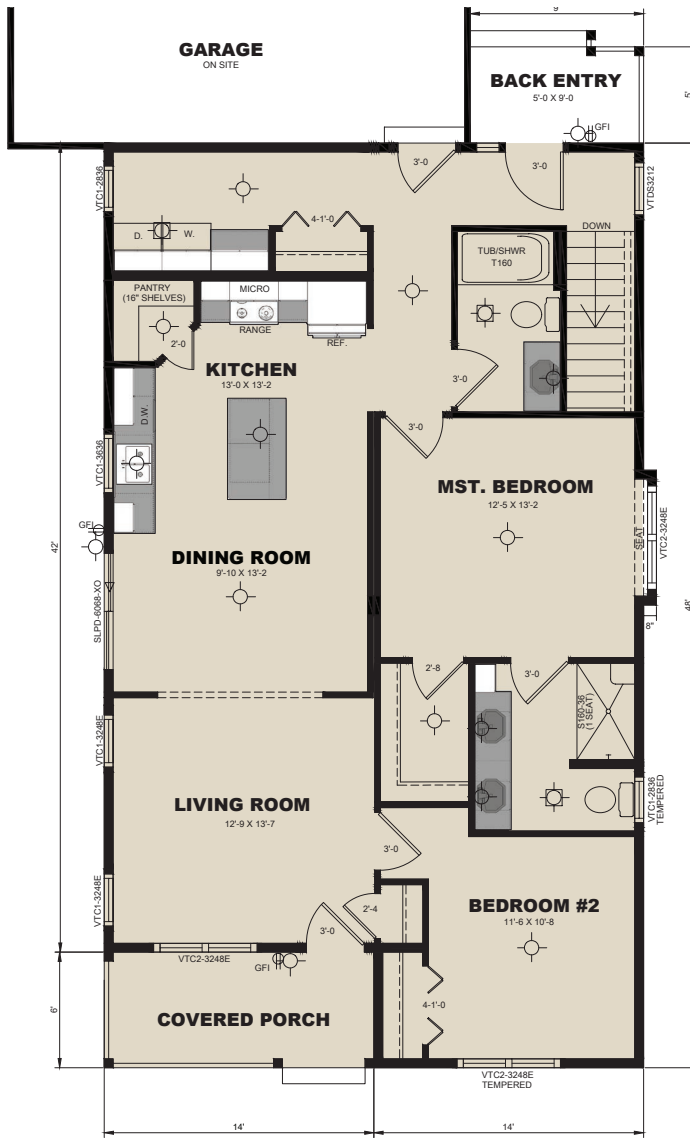 9'
GARAGE
ON SITE
BACK ENTRY
5'-0 X 9'-0
GFI
5'
3'-0
3'-0
VTC1-2836
VTDS3212
4-1'-0
D.
W.
DOWN
TUB/SHWR
T160
PANTRY
(16" SHELVES)
MICRO
RANGE
REF.
2'-0
KITCHEN
13'-0 X 13'-2
3'-0
D.W.
3'-0
VTC1-3636
MST. BEDROOM
12'-5 X 13'-2
SEAT
VTC2-3248E
GFI
42'
DINING ROOM
9'-10 X 13'-2
SLPD-6068-XO
48'
8"
2'-8
3'-0
S160-36
(1 SEAT)
VTC1-3248E
LIVING ROOM
12'-9 X 13'-7
VTC1-2836
TEMPERED
3'-0
VTC1-3248E
2'-4
3'-0
BEDROOM #2
11'-6 X 10'-8
VTC2-3248E
GFI
6'
COVERED PORCH
4-1'-0
VTC2-3248E
TEMPERED
14'
14'